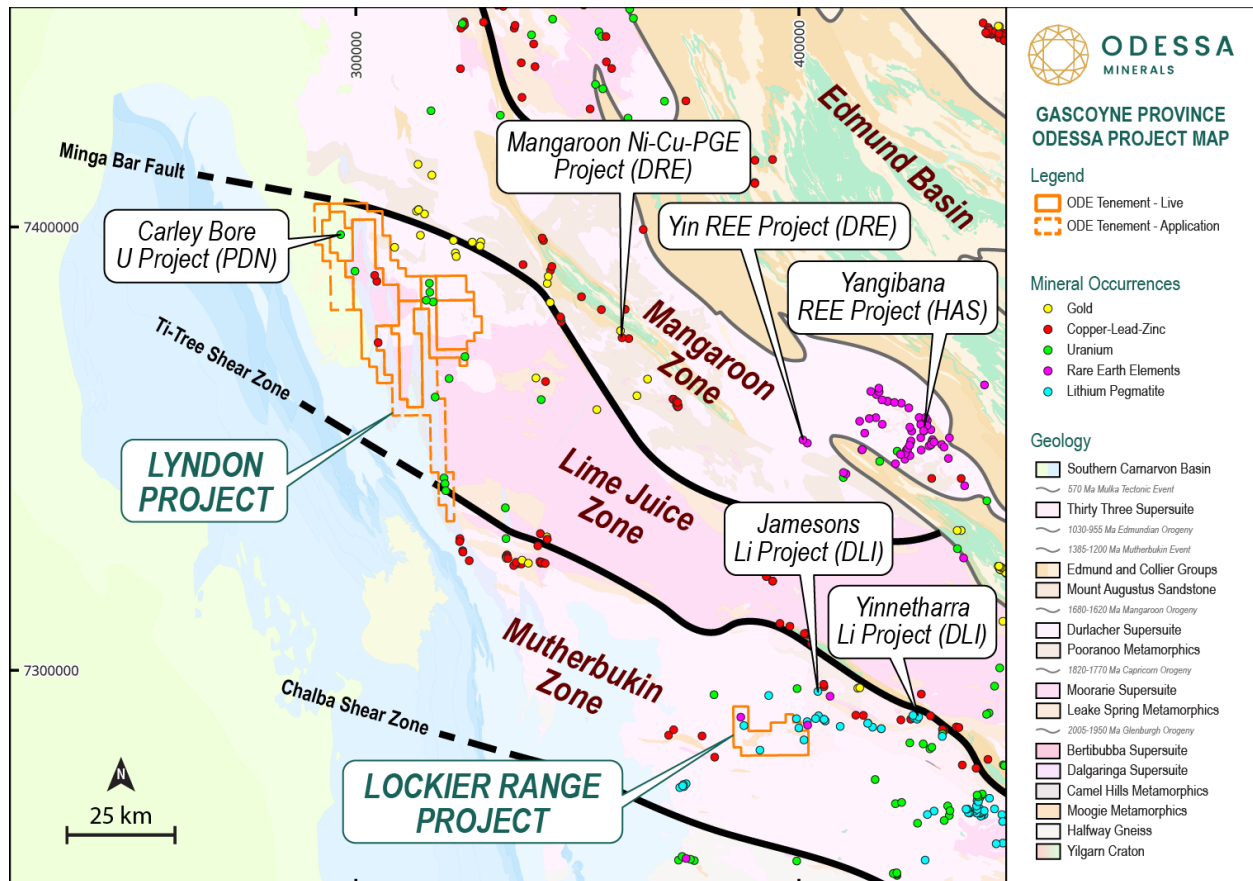 300000
400000
7400000
7300000
Minga Bar Fault
Carley Bore
U Project (PDN)
Ti-Tree Shear Zone
Mangaroon Ni-Cu-PGE
Project (DRE)
Edmund Basin
Yin REE Project (DRE)
Yangibana
REE Project (HAS)
Mangaroon
Zone
LYNDON
PROJECT
Lime Juice
Zone
Jamesons
Li Project (DLI)
Yinnetharra
Li Project (DLI)
Mutherbukin
Zone
Chalba Shear Zone
LOCKIER RANGE
PROJECT
N
25 km
ODESSA
MINERALS
GASCOYNE PROVINCE
ODESSA PROJECT MAP
Legend
ODE Tenement - Live
ODE Tenement - Application
Mineral Occurrences
Gold
Copper-Lead-Zinc
Uranium
Rare Earth Elements
Lithium Pegmatite
Geology
Southern Carnarvon Basin
570 Ma Mulka Tectonic Event
Thirty Three Supersuite
1030-955 Ma Edmundian Orogeny
1385-1200 Ma Mutherbukin Event
Edmund and Collier Groups
Mount Augustus Sandstone
1680-1620 Ma Mangaroon Orogeny
Durlacher Supersuite
Pooranoo Metamorphics
1820-1770 Ma Capricorn Orogeny
Moorarie Supersuite
Leake Spring Metamorphics
2005-1950 Ma Glenburgh Orogeny
Bertibubba Supersuite
Dalgaringa Supersuite
Camel Hills Metamorphics
Moogie Metamorphics
Halfway Gneiss
Yilgarn Craton